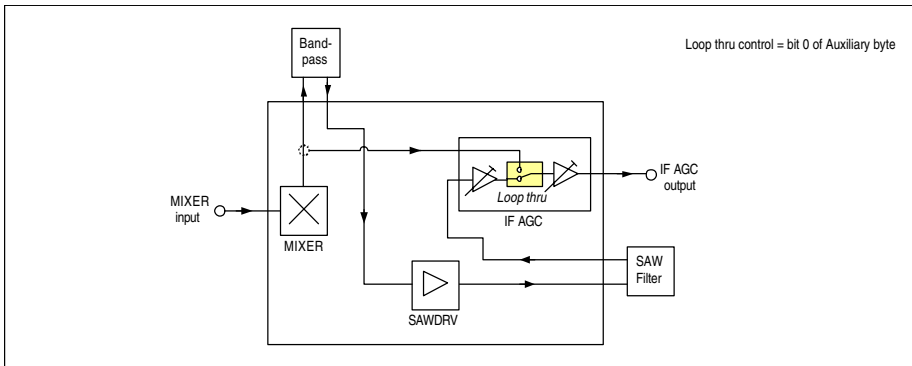 Band-
pass
Loop thru control = bit 0 of Auxiliary byte
Loop thru
IF AGC
IF AGC
output
MIXER
input
MIXER
SAW
Filter
SAWDRV